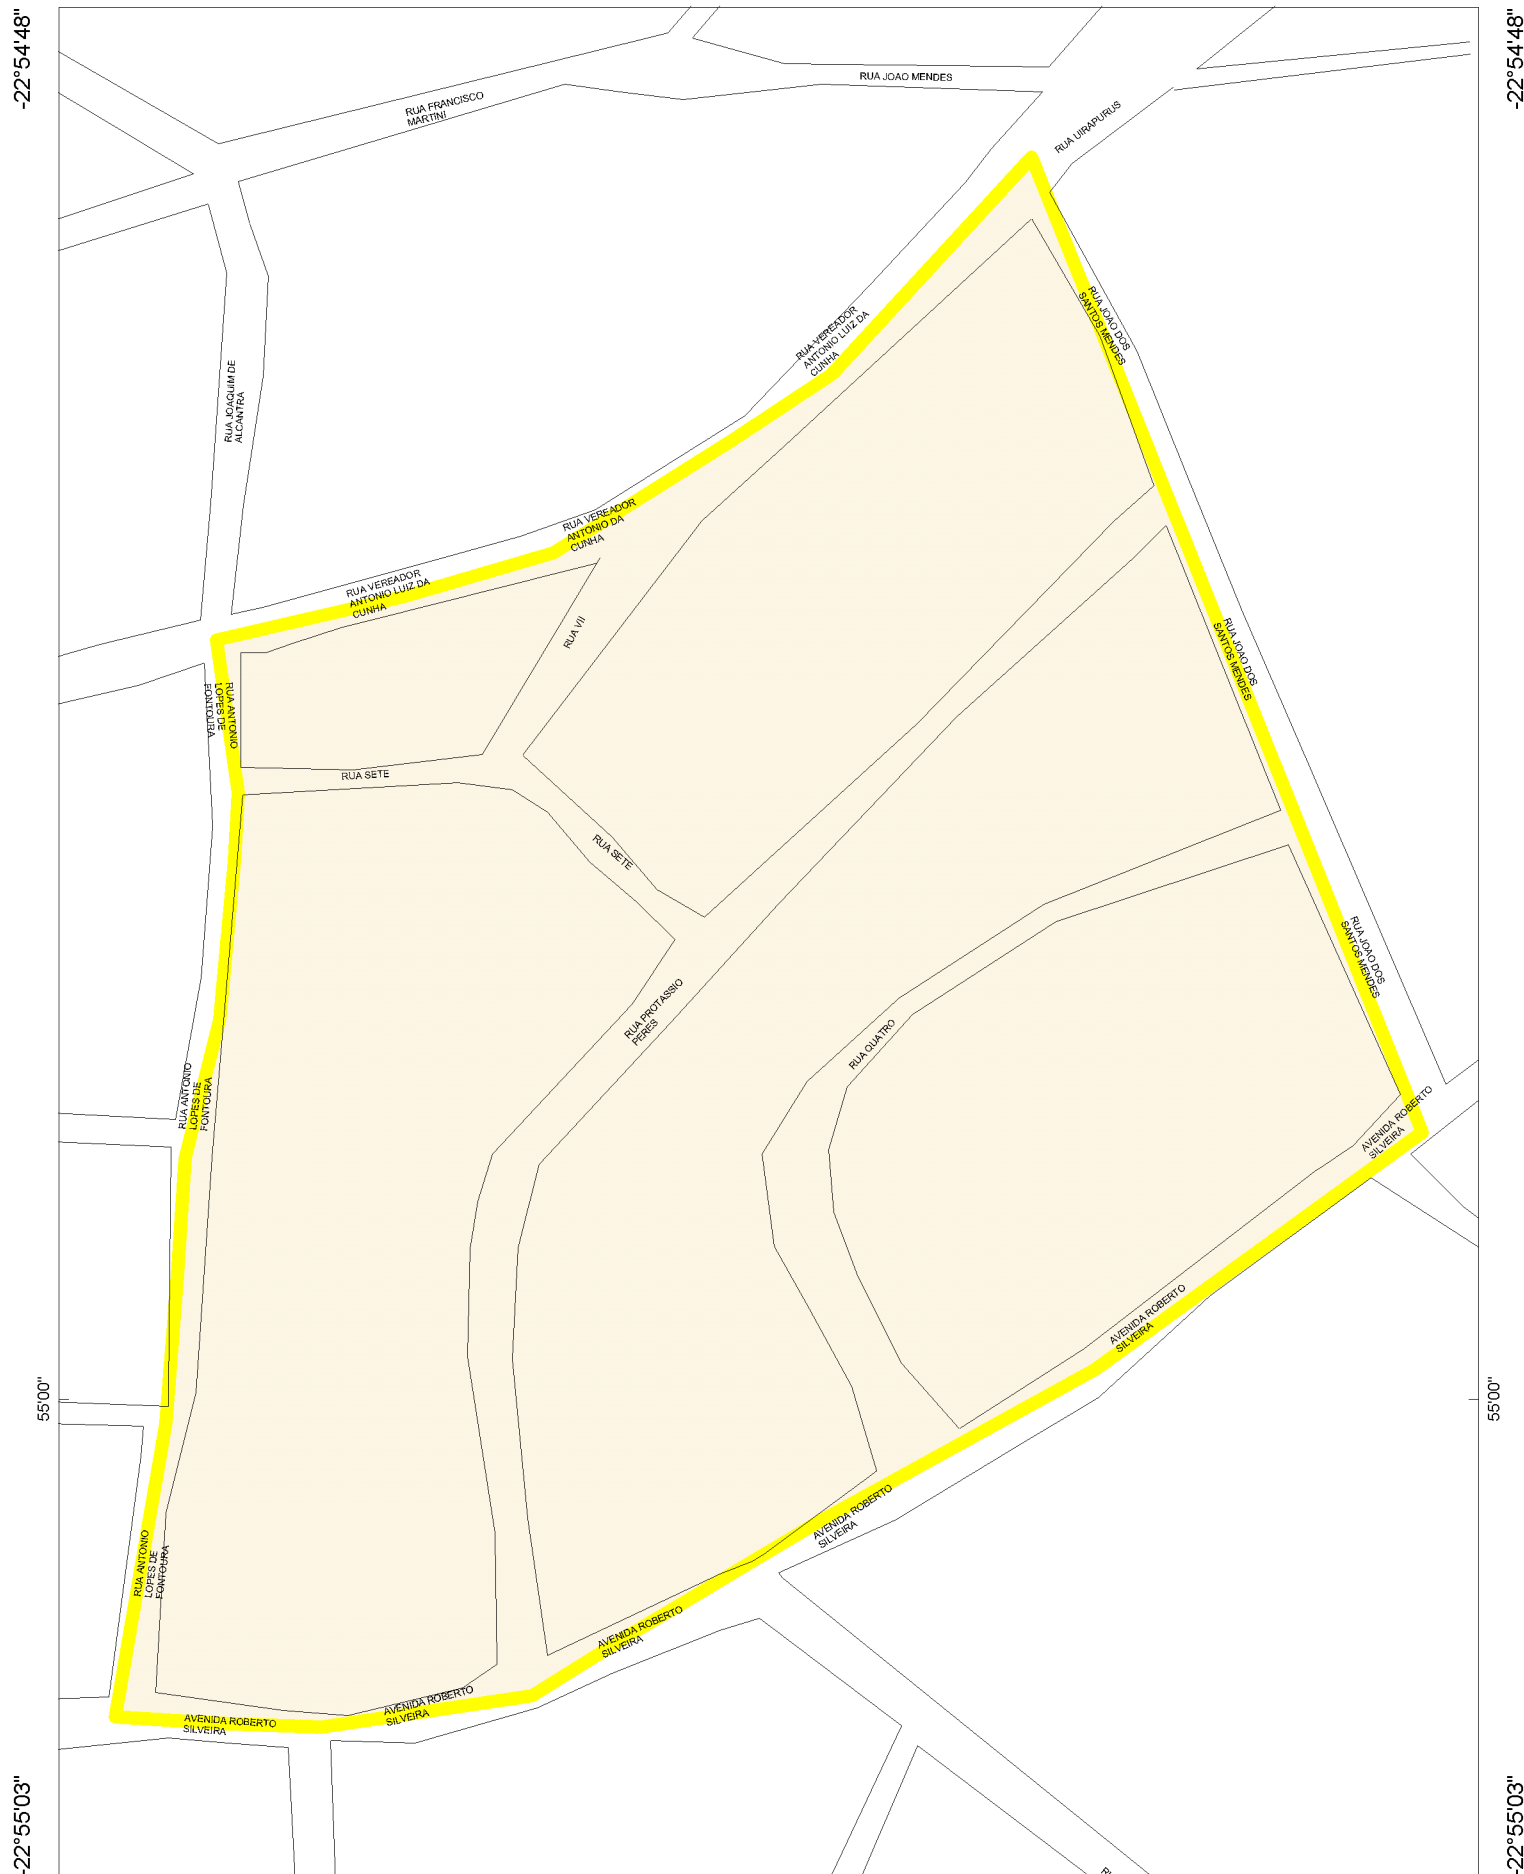 -22°54'48"
-22°54'48"
RUA JOAO MENDES
RUA FRANCISCO
MARTINI
RUA UIRAPURUS
RUA JOAO DOS
SANTOS MENDES
RUA VEREADOR
ANTONIO LUIZ DA
CUNHA
RUA JOAQUIM DE
ALCANTRA
RUA VEREADOR
ANTONIO DA
CUNHA
RUA VEREADOR
ANTONIO LUIZ DA
CUNHA
RUA VII
RUA JOAO DOS
SANTOS MENDES
RUA ANTONIO
LOPES DE
FONTOURA
RUA SETE
RUA SETE
RUA JOAO DOS
SANTOS MENDES
RUA PROTASSIO
PERES
RUA QUATRO
RUA ANTONIO
LOPES DE
FONTOURA
AVENIDA ROBERTO
SILVEIRA
AVENIDA ROBERTO
SILVEIRA
55'00"
55'00"
AVENIDA ROBERTO
SILVEIRA
RUA ANTONIO
LOPES DE
FONTOURA
AVENIDA ROBERTO
SILVEIRA
AVENIDA ROBERTO
SILVEIRA
AVENIDA ROBERTO
SILVEIRA
-22°55'03"
-22°55'03"